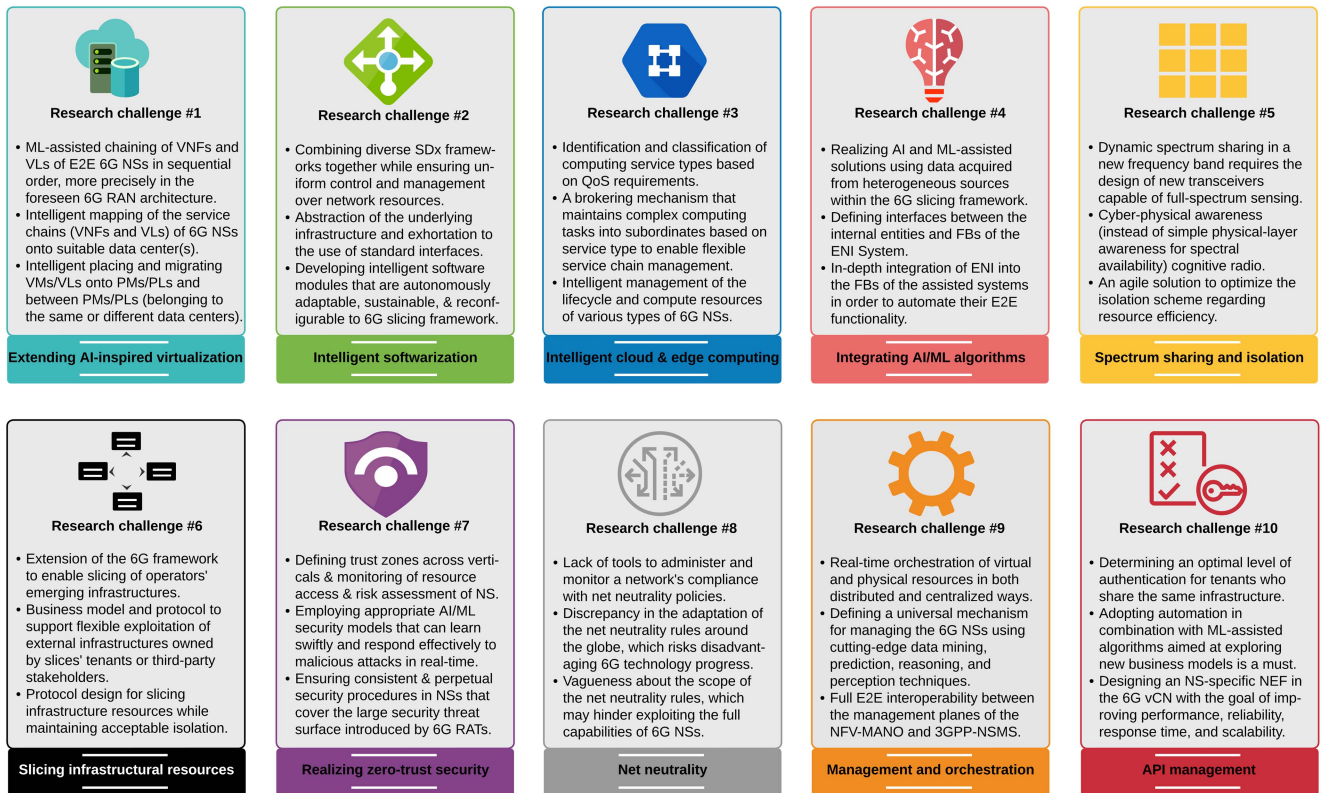 Research challenge #1
• ML-assisted chaining of VNFs and
VLs of E2E 6G NSs in sequential
order, more precisely in the
foreseen 6G RAN architecture.
• Intelligent mapping of the service
chains (VNFs and VLs) of 6G NSs
onto suitable data center(s).
• Intelligent placing and migrating
VMs/VLs onto PMs/PLs and
between PMs/PLs (belonging to
the same or different data centers).
Extending AI-inspired virtualization
Research challenge #2
• Combining diverse SDx framew-
orks together while ensuring un-
iform control and management
over network resources.
• Abstraction of the underlying
infrastructure and exhortation to
the use of standard interfaces.
• Developing intelligent software
modules that are autonomously
adaptable, sustainable, & reconf-
igurable to 6G slicing framework.
Intelligent softwarization
Research challenge #3
• Identification and classification of
computing service types based
on QoS requirements.
• A brokering mechanism that
maintains complex computing
tasks into subordinates based on
service type to enable flexible
service chain management.
• Intelligent management of the
lifecycle and compute resources
of various types of 6G NSs.
Intelligent cloud & edge computing
Research challenge #4
• Realizing AI and ML-assisted
solutions using data acquired
from heterogeneous sources
within the 6G slicing framework.
• Defining interfaces between the
internal entities and FBs of the
ENI System.
• In-depth integration of ENI into
the FBs of the assisted systems
in order to automate their E2E
functionality.
Integrating AI/ML algorithms
Research challenge #5
• Dynamic spectrum sharing in a
new frequency band requires the
design of new transceivers
capable of full-spectrum sensing.
• Cyber-physical awareness
(instead of simple physical-layer
awareness for spectral
availability) cognitive radio.
• An agile solution to optimize the
isolation scheme regarding
resource efficiency.
Spectrum sharing and isolation
Research challenge #6
• Extension of the 6G framework
to enable slicing of operators'
emerging infrastructures.
• Business model and protocol to
support flexible exploitation of
external infrastructures owned
by slices' tenants or third-party
stakeholders.
• Protocol design for slicing
infrastructure resources while
maintaining acceptable isolation.
Slicing infrastructural resources
Research challenge #7
• Defining trust zones across verti-
cals & monitoring of resource
access & risk assessment of NS.
• Employing appropriate AI/ML
security models that can learn
swiftly and respond effectively to
malicious attacks in real-time.
• Ensuring consistent & perpetual
security procedures in NSs that
cover the large security threat
surface introduced by 6G RATs.
Realizing zero-trust security
Research challenge #8
• Lack of tools to administer and
monitor a network's compliance
with net neutrality policies.
• Discrepancy in the adaptation of
the net neutrality rules around
the globe, which risks disadvant-
aging 6G technology progress.
• Vagueness about the scope of
the net neutrality rules, which
may hinder exploiting the full
capabilities of 6G NSs.
Net neutrality
Research challenge #9
• Real-time orchestration of virtual
and physical resources in both
distributed and centralized ways.
• Defining a universal mechanism
for managing the 6G NSs using
cutting-edge data mining,
prediction, reasoning, and
perception techniques.
• Full E2E interoperability between
the management planes of the
NFV-MANO and 3GPP-NSMS.
Management and orchestration
Research challenge #10
• Determining an optimal level of
authentication for tenants who
share the same infrastructure.
• Adopting automation in
combination with ML-assisted
algorithms aimed at exploring
new business models is a must.
• Designing an NS-specific NEF in
the 6G vCN with the goal of imp-
roving performance, reliability,
response time, and scalability.
API management